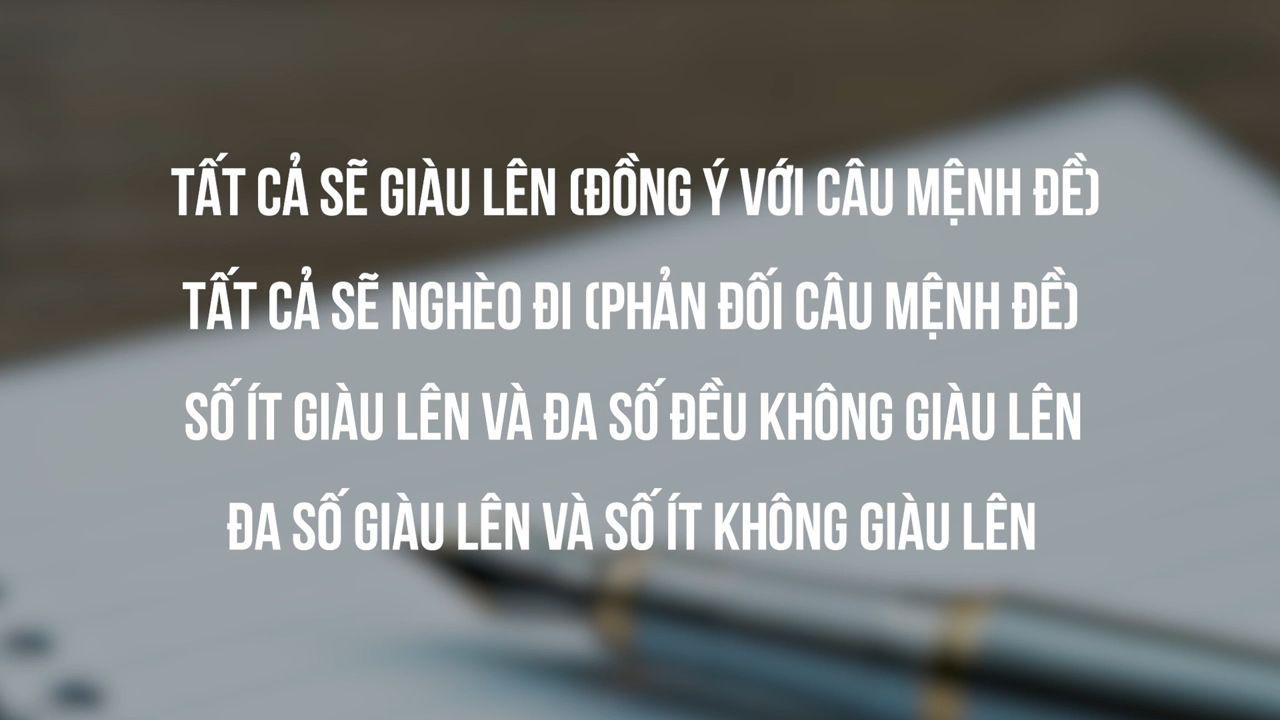 TẤT CẢ SẼ GIÀU LÊN (ĐỒNG Ý VỚI CÂU MỆNH ĐỀ)
TẤT CẢ SẼ NGHÈO ĐI (PHẢN ĐỐI CÂU MỆNH ĐỀ)
SỐ ÍT GIÀU LÊN VÀ ĐA SỐ ĐỀU KHÔNG GIÀU LÊN
ĐA SỐ GIÀU LÊN VÀ SỐ ÍT KHÔNG GIÀU LÊN